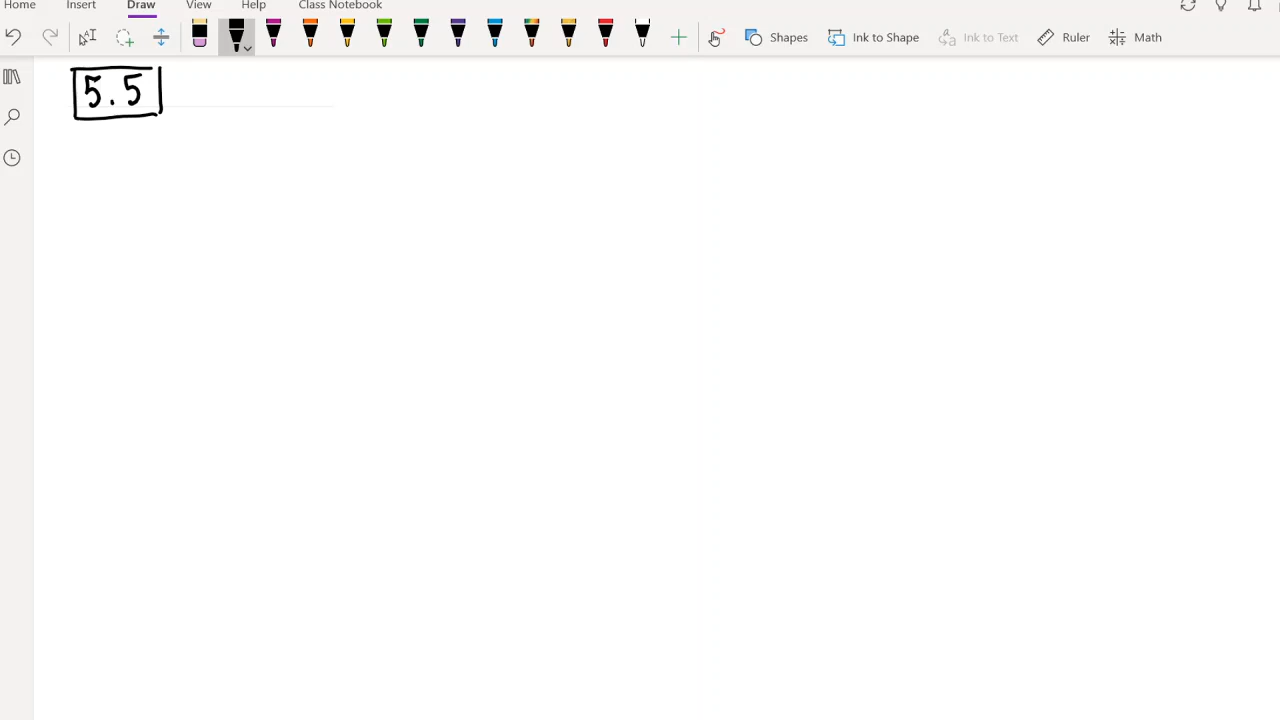 Home Insert Draw View Help Class Notebook
Shapes Ink to Shape Ink to Text Ruler Math
5.5